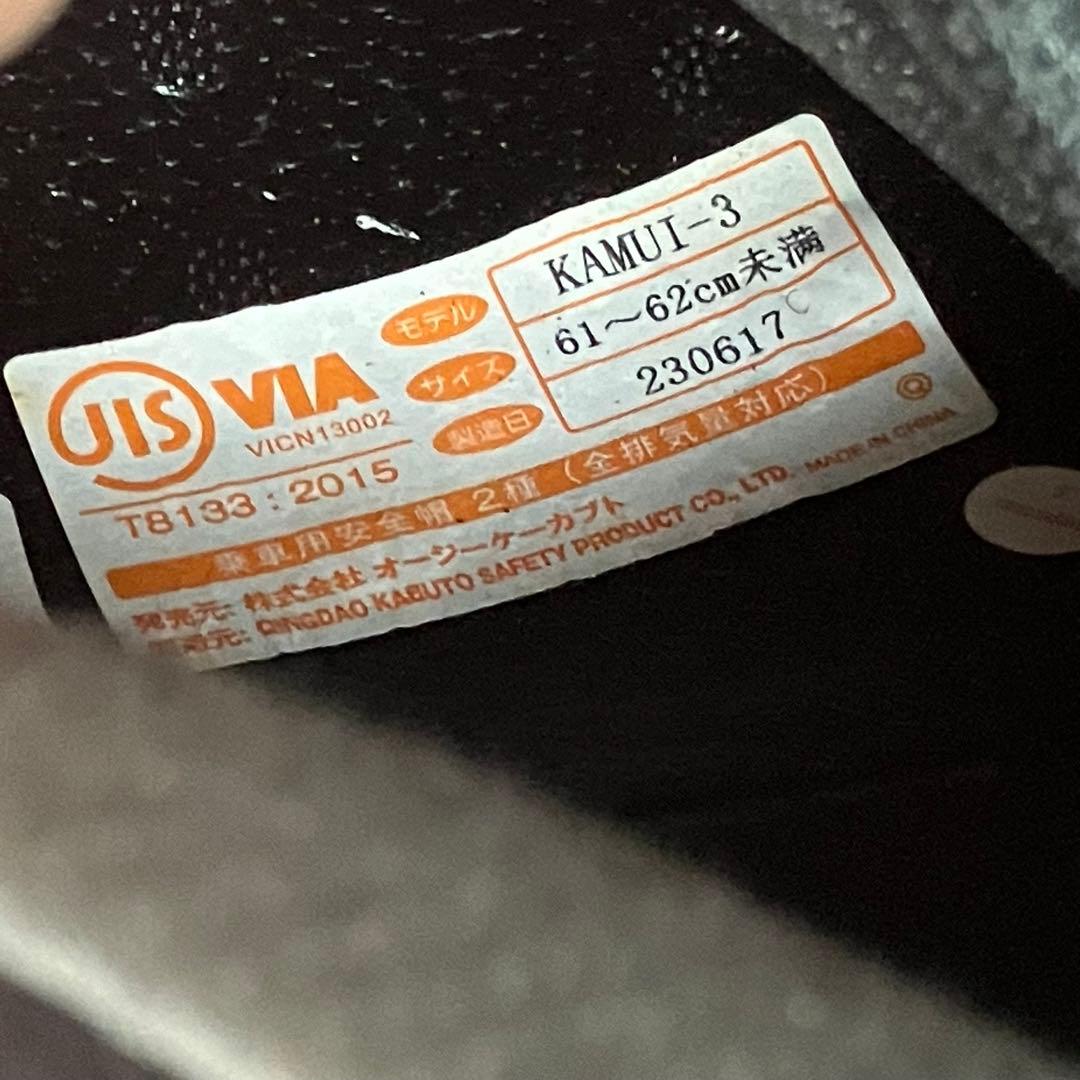 モデル KAMUI-3
サイズ 61～62cm未満
製造日 230617
JIS VIA
VICN13002
T8133:2015
乗車用安全帽 2種 (全排気量対応)
発売元: 株式会社 オージーケーカブト
QINGDAO KABUTO SAFETY PRODUCT CO., LTD. MADE IN CHINA